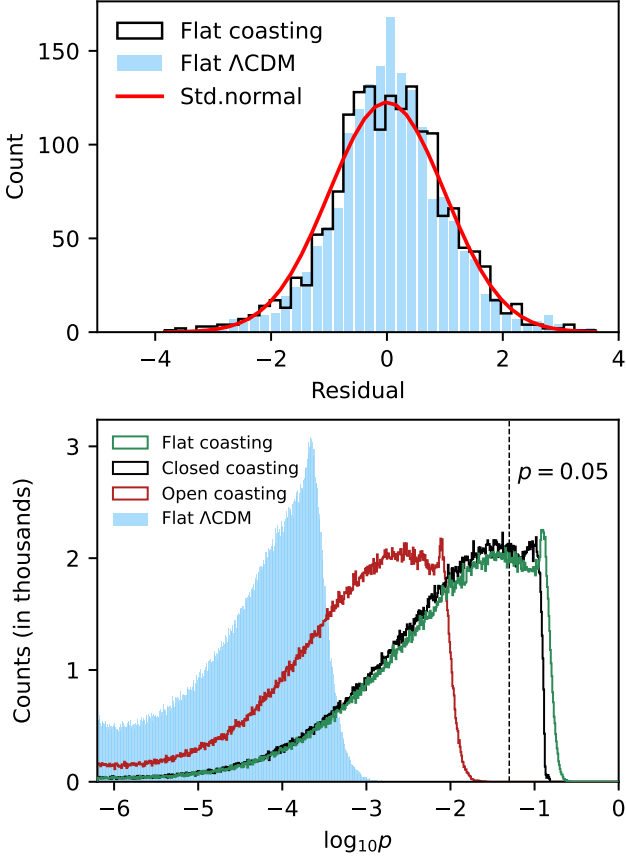 150
100
50
0
Count
Flat coasting
Flat ΛCDM
Std.normal
−4
−2
0
2
4
Residual
3
2
1
0
Counts (in thousands)
Flat coasting
Closed coasting
Open coasting
Flat ΛCDM
p = 0.05
−6
−5
−4
−3
−2
−1
0
log₁₀p